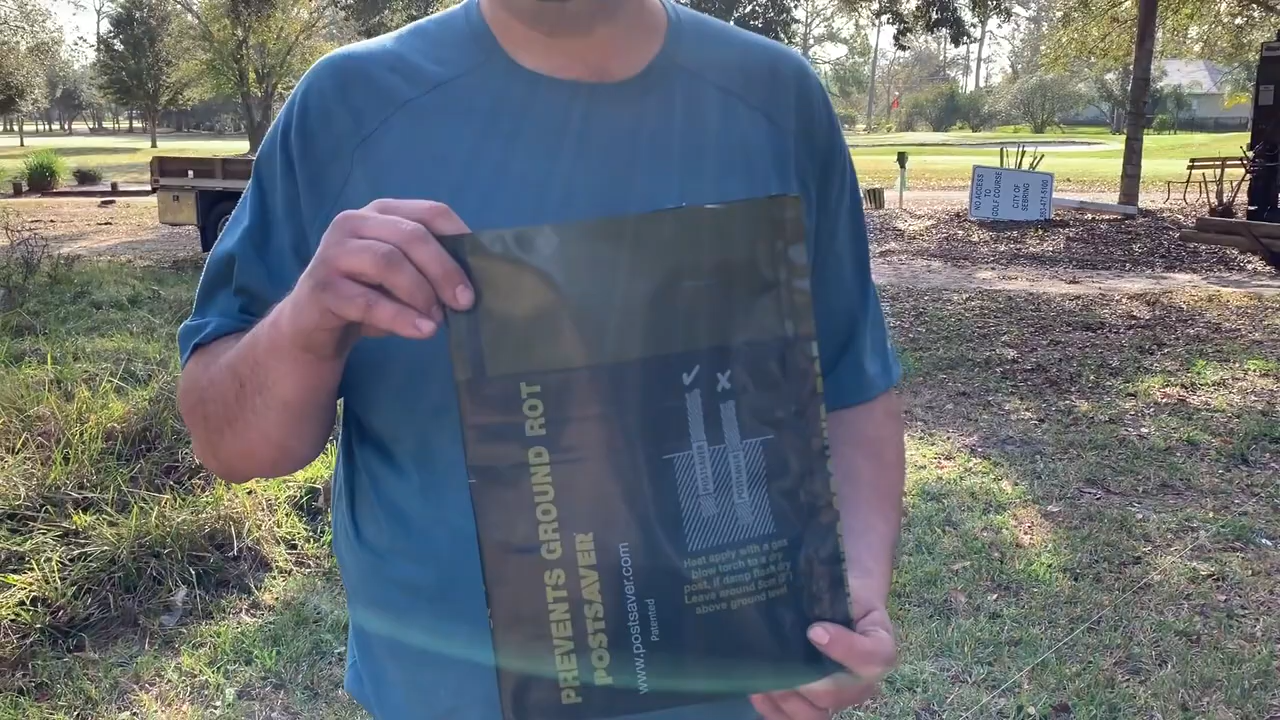 PREVENTS GROUND ROT
POSTSAVER
www.postsaver.com
Patented
Heat apply with a gas
blow torch to a dry
post, if damp flash dry
Leave around 5cm (2")
above ground level
NO ACCESS
TO
GOLF COURSE
CITY OF
SEBRING